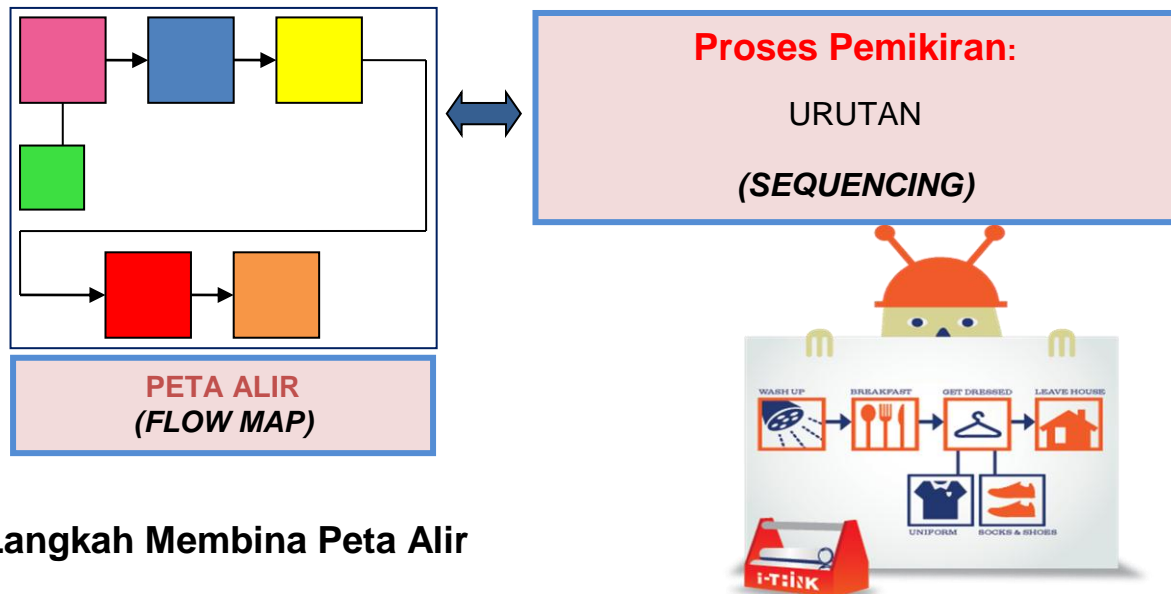 Proses Pemikiran:
URUTAN
(SEQUENCING)
PETA ALIR
(FLOW MAP)
WASH UP
BREAKFAST
GET DRESSED
LEAVE HOUSE
UNIFORM
SOCKS & SHOES
i-THiNK
Langkah Membina Peta Alir